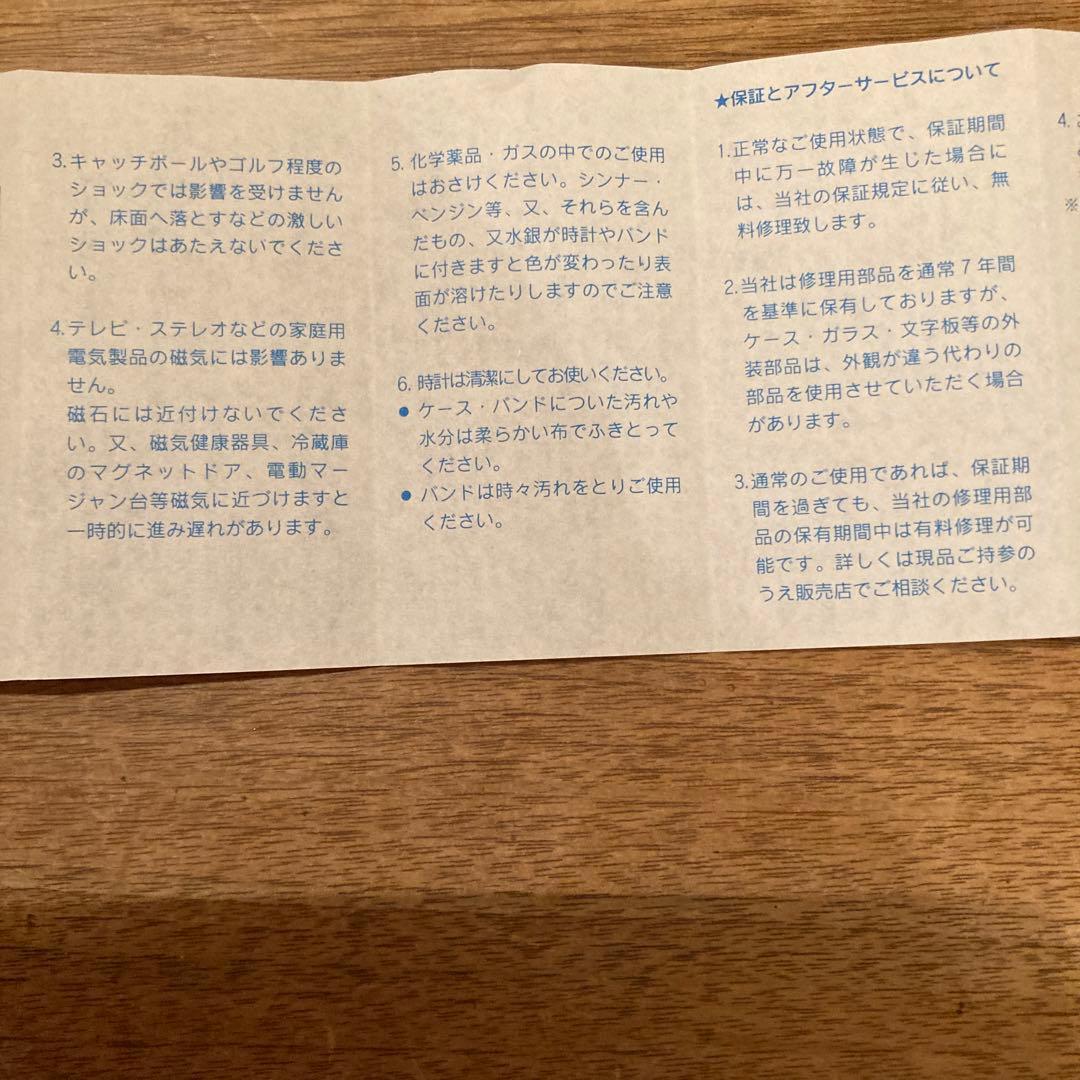 3.キャッチボールやゴルフ程度の
ショックでは影響を受けません
が、床面へ落とすなどの激しい
ショックはあたえないでくださ
い。
4.テレビ・ステレオなどの家庭用
電気製品の磁気には影響ありま
せん。
磁石には近付けないでくださ
い。又、磁気健康器具、冷蔵庫
のマグネットドア、電動マー
ジャン台等磁気に近づけますと
一時的に進み遅れがあります。
5.化学薬品・ガスの中でのご使用
はおさけください。シンナー・
ベンジン等、又、それらを含ん
だもの、又水銀が時計やバンド
に付きますと色が変わったり表
面が溶けたりしますのでご注意
ください。
6.時計は清潔にしてお使いください。
● ケース・バンドについた汚れや
水分は柔らかい布でふきとって
ください。
● バンドは時々汚れをとりご使用
ください。
★保証とアフターサービスについて
1.正常なご使用状態で、保証期間
中に万一故障が生じた場合に
は、当社の保証規定に従い、無
料修理致します。
2.当社は修理用部品を通常7年間
を基準に保有しておりますが、
ケース・ガラス・文字板等の外
装部品は、外観が違う代わりの
部品を使用させていただく場合
があります。
3.通常のご使用であれば、保証期
間を過ぎても、当社の修理用部
品の保有期間中は有料修理が可
能です。詳しくは現品ご持参の
うえ販売店でご相談ください。
4.
※